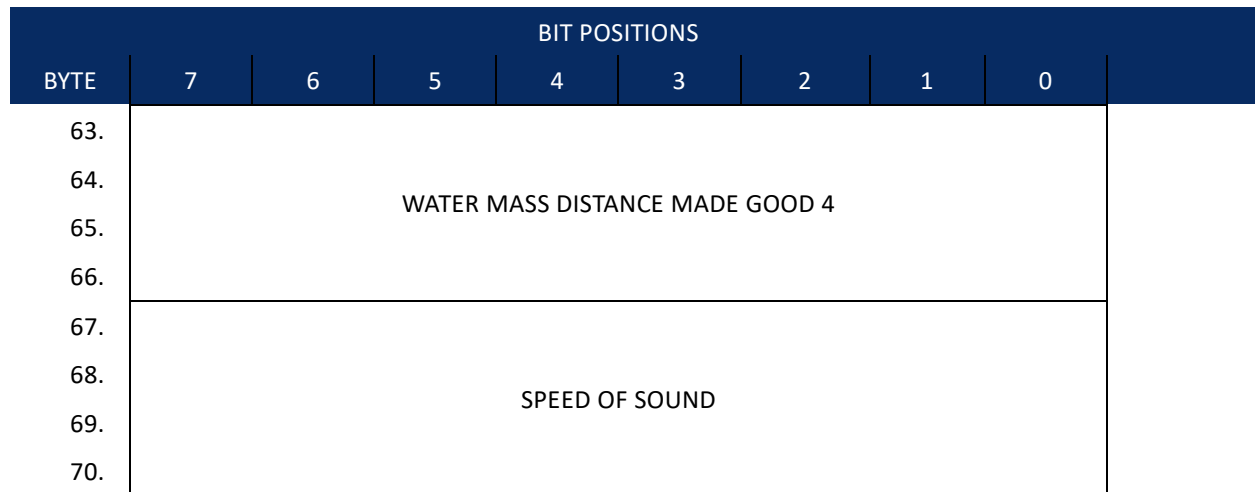 BIT POSITIONS
BYTE 7 6 5 4 3 2 1 0
63.
64.
WATER MASS DISTANCE MADE GOOD 4
65.
66.
67.
68.
SPEED OF SOUND
69.
70.